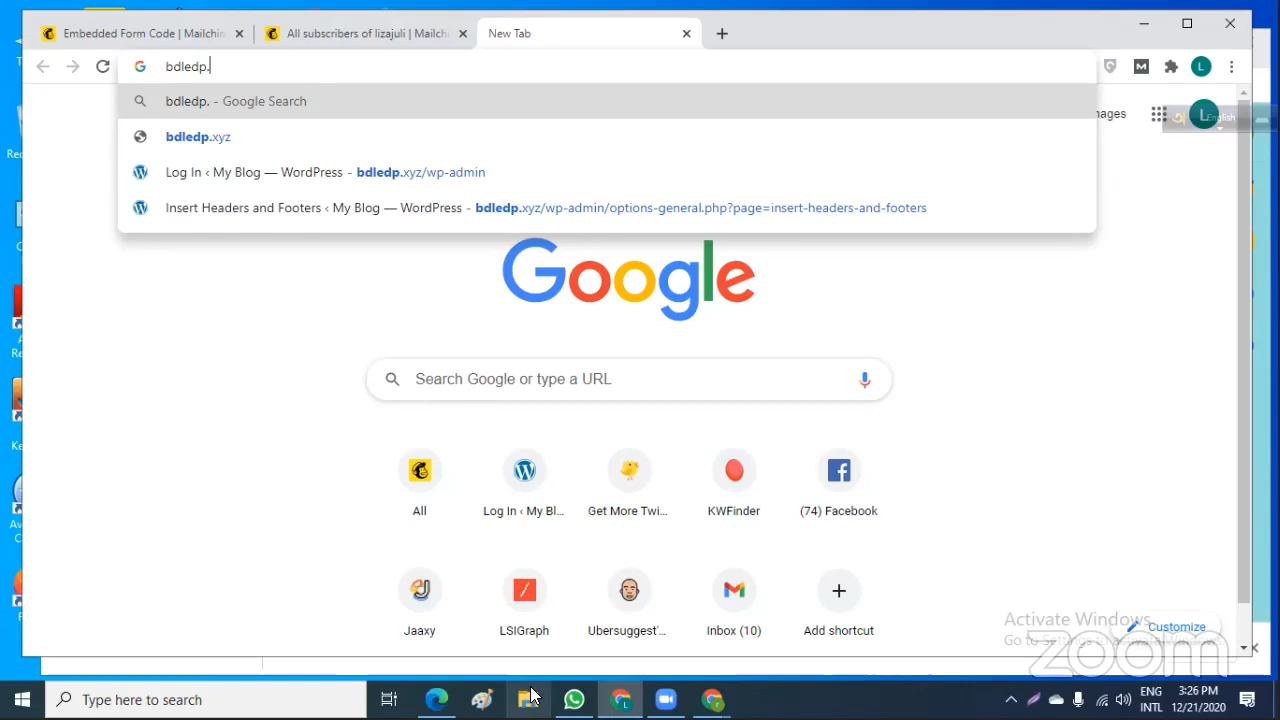 Embedded Form Code | Mailchin
All subscribers of lizajuli | Mailch
New Tab
bdledp.
M
L
bdledp. - Google Search
bdledp.xyz
Log In ‹ My Blog — WordPress - bdledp.xyz/wp-admin
Insert Headers and Footers ‹ My Blog — WordPress - bdledp.xyz/wp-admin/options-general.php?page=insert-headers-and-footers
nages
L
English
Google
Search Google or type a URL
All
Log In ‹ My Bl...
Get More Twi...
KWFinder
(74) Facebook
Jaaxy
LSIGraph
Ubersuggest'...
Inbox (10)
Add shortcut
Activate Windows
Customize
zoom
Type here to search
ENG
INTL
3:26 PM
12/21/2020